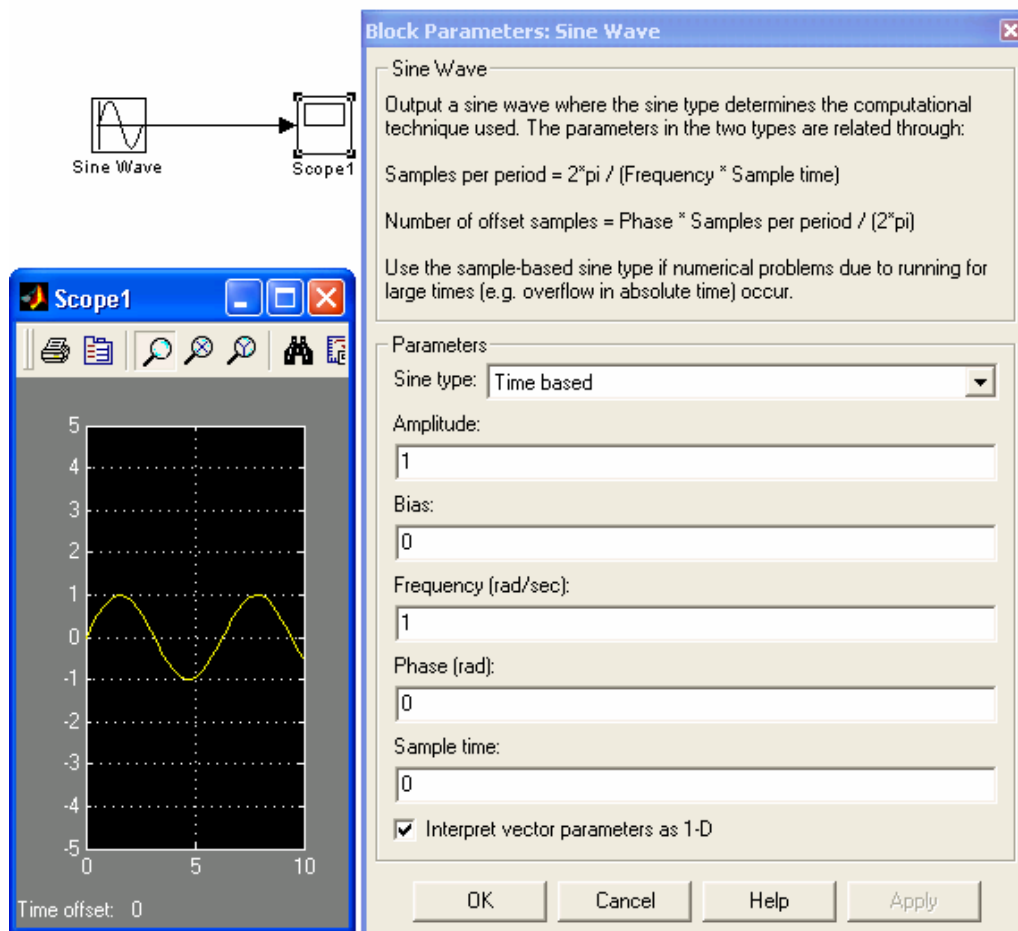 Sine Wave
Scope1
Scope1
5
4
3
2
1
0
-1
-2
-3
-4
-5
0
5
10
Time offset: 0
Block Parameters: Sine Wave
Sine Wave
Output a sine wave where the sine type determines the computational
technique used. The parameters in the two types are related through:
Samples per period = 2*pi / (Frequency * Sample time)
Number of offset samples = Phase * Samples per period / (2*pi)
Use the sample-based sine type if numerical problems due to running for
large times (e.g. overflow in absolute time) occur.
Parameters
Sine type: Time based
Amplitude:
1
Bias:
0
Frequency (rad/sec):
1
Phase (rad):
0
Sample time:
0
Interpret vector parameters as 1-D
OK
Cancel
Help
Apply